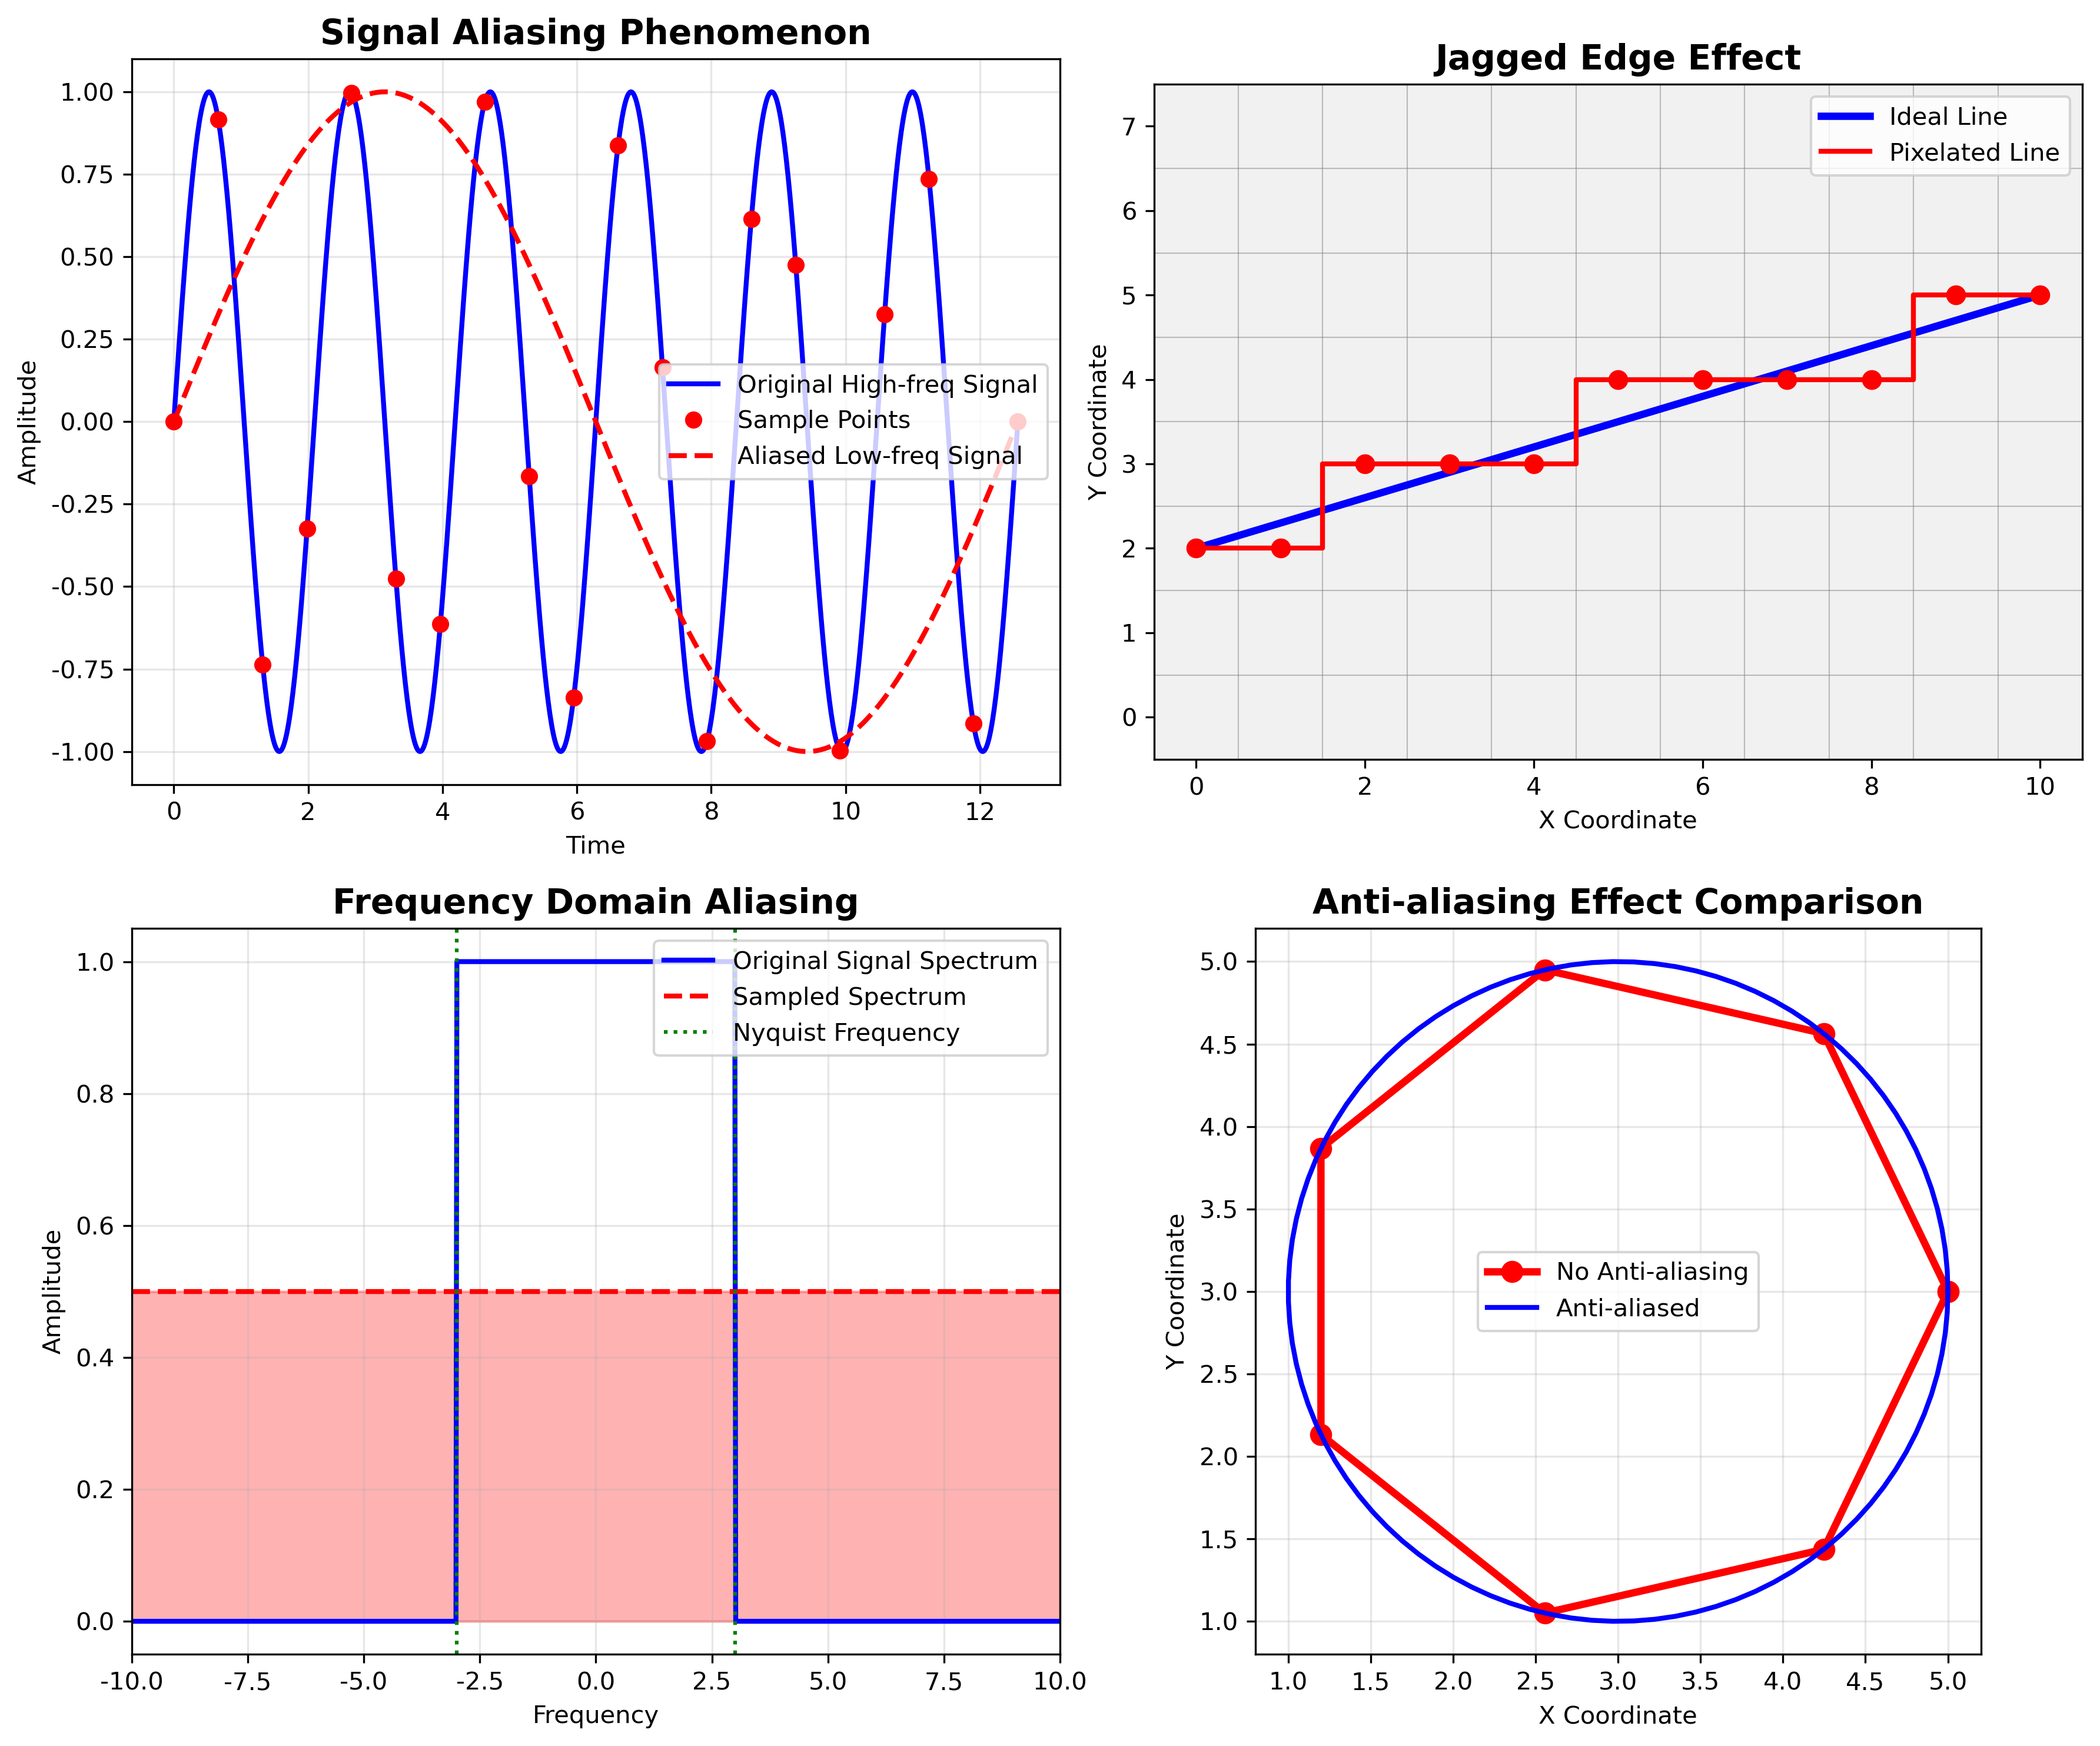 Signal Aliasing Phenomenon
1.00
0.75
0.50
0.25
0.00
-0.25
-0.50
-0.75
-1.00
Amplitude
Original High-freq Signal
Sample Points
Aliased Low-freq Signal
0 2 4 6 8 10 12
Time
Jagged Edge Effect
7
6
5
4
3
2
1
0
Y Coordinate
Ideal Line
Pixelated Line
0 2 4 6 8 10
X Coordinate
Frequency Domain Aliasing
1.0
0.8
0.6
0.4
0.2
0.0
Amplitude
Original Signal Spectrum
Sampled Spectrum
Nyquist Frequency
-10.0 -7.5 -5.0 -2.5 0.0 2.5 5.0 7.5 10.0
Frequency
Anti-aliasing Effect Comparison
5.0
4.5
4.0
3.5
3.0
2.5
2.0
1.5
1.0
Y Coordinate
No Anti-aliasing
Anti-aliased
1.0 1.5 2.0 2.5 3.0 3.5 4.0 4.5 5.0
X Coordinate